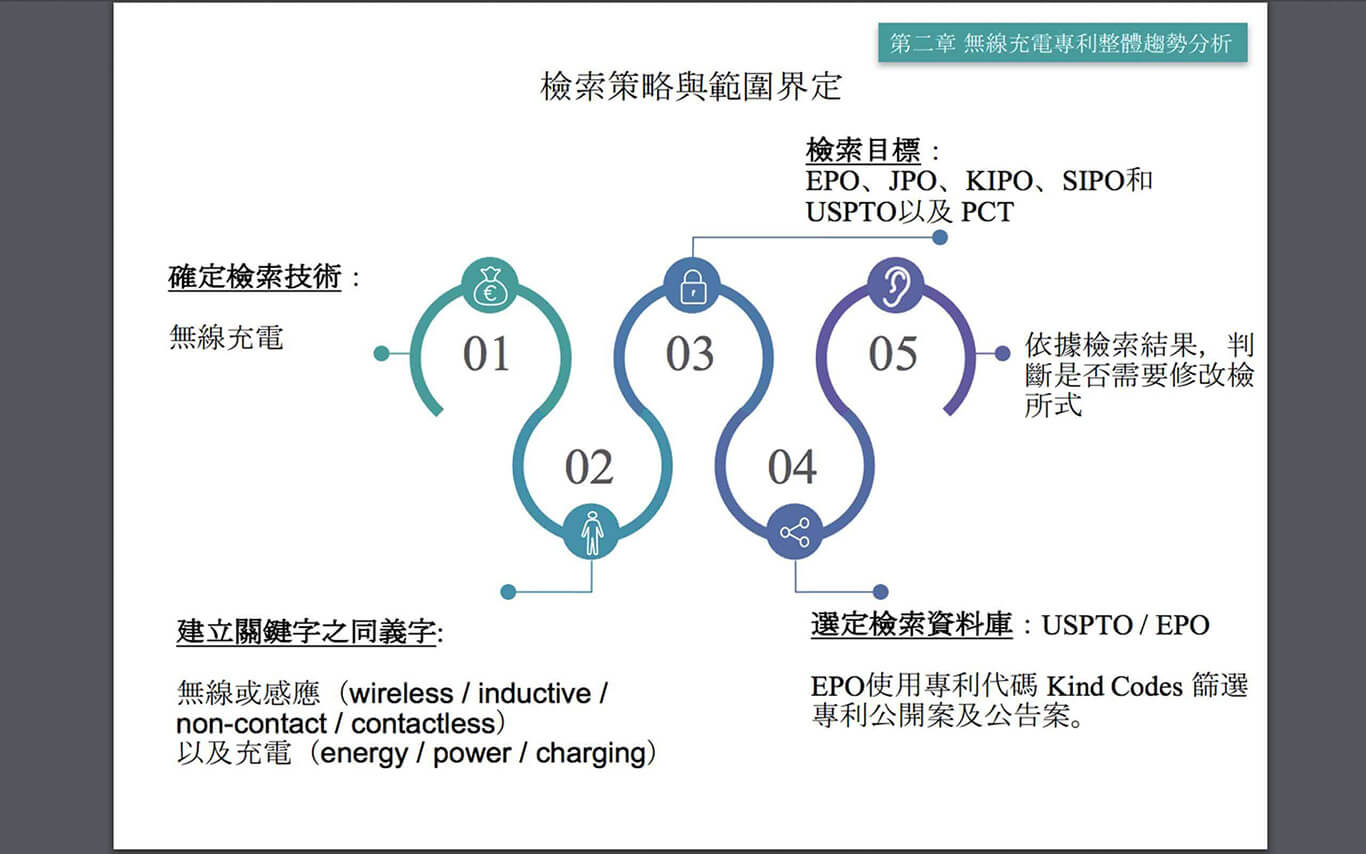 第二章 無線充電專利整體趨勢分析
檢索策略與範圍界定
確定檢索技術：
無線充電
01
建立關鍵字之同義字:
無線或感應（wireless / inductive /
non-contact / contactless）
以及充電（energy / power / charging）
02
檢索目標：
EPO、JPO、KIPO、SIPO和
USPTO以及 PCT
03
選定檢索資料庫：USPTO / EPO
EPO使用專利代碼 Kind Codes 篩選
專利公開案及公告案。
04
依據檢索結果，判
斷是否需要修改檢
所式
05